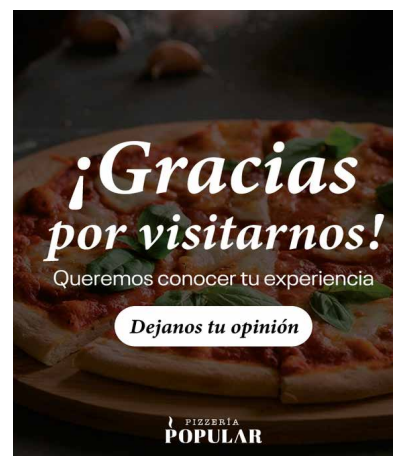 ¡Gracias
por visitarnos!
Queremos conocer tu experiencia
Dejanos tu opinión
PIZZERÍA
POPULAR